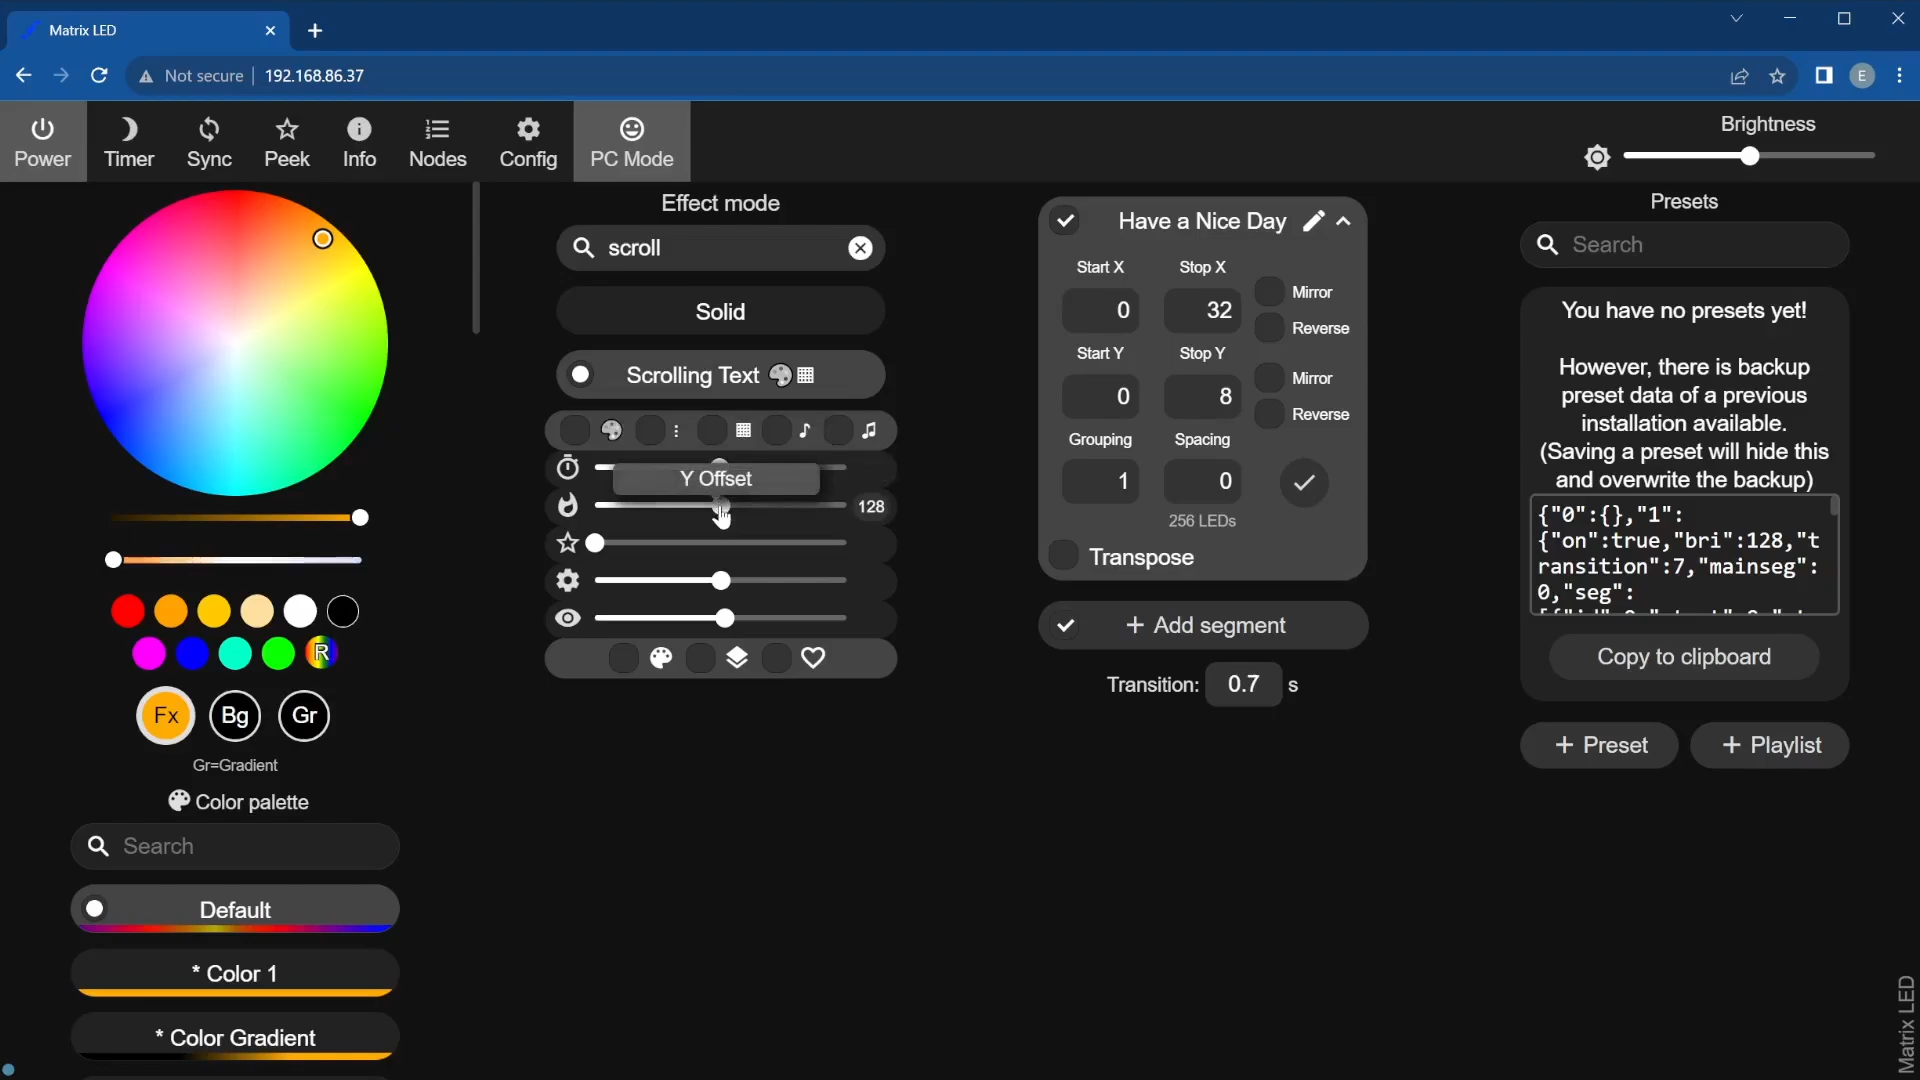 Matrix LED
Not secure
192.168.86.37
E
Power
Timer
Sync
Peek
Info
Nodes
Config
PC Mode
Brightness
R
Fx
Bg
Gr
Gr=Gradient
Color palette
Search
Default
* Color 1
* Color Gradient
Effect mode
scroll
Solid
Scrolling Text
Y Offset
128
Have a Nice Day
Start X
Stop X
0
32
Mirror
Reverse
Start Y
Stop Y
0
8
Mirror
Reverse
Grouping
Spacing
1
0
256 LEDs
Transpose
+ Add segment
Transition: 0.7 s
Presets
Search
You have no presets yet!
However, there is backup
preset data of a previous
installation available.
(Saving a preset will hide this
and overwrite the backup)
{"0":{},"1":
{"on":true,"bri":128,"t
ransition":7,"mainseg":
0,"seg":
Copy to clipboard
+ Preset
+ Playlist
Matrix LED